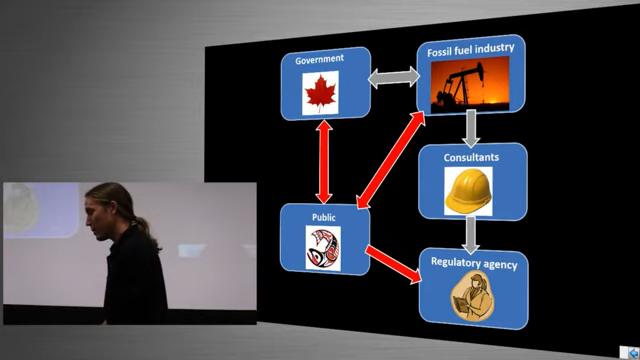 Government
Fossil fuel industry
Consultants
Public
Regulatory agency